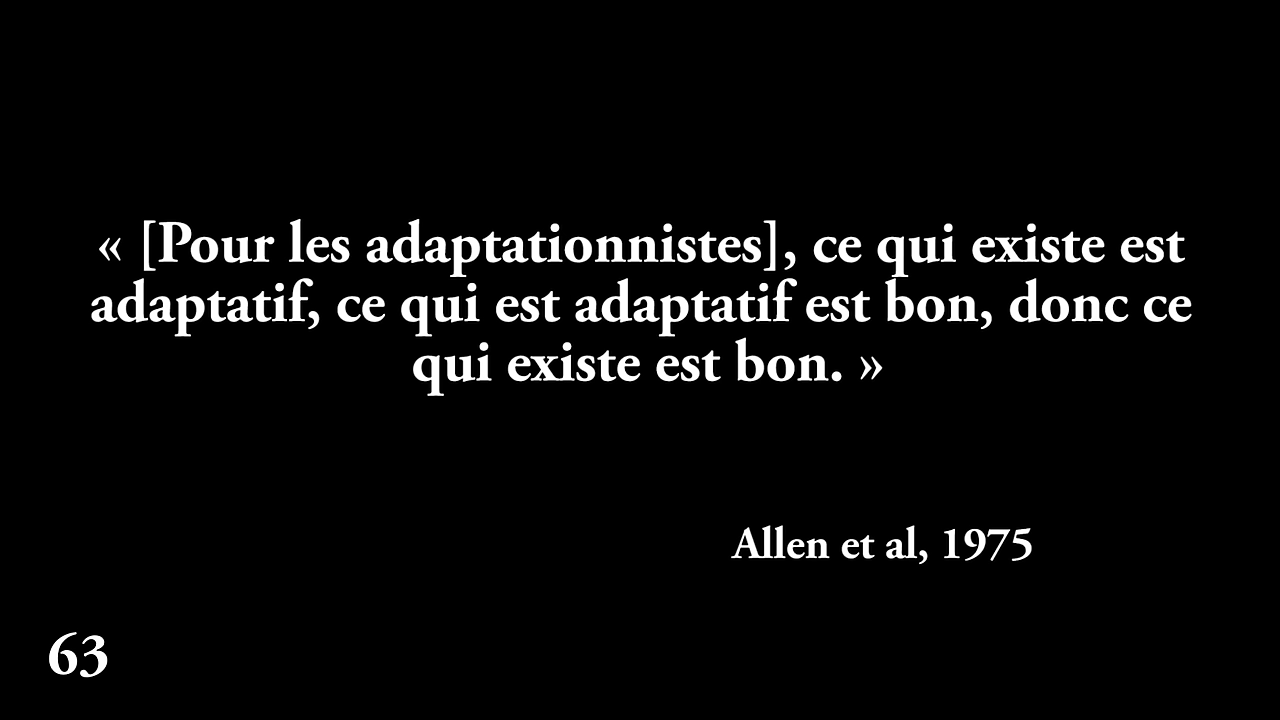 « [Pour les adaptationnistes], ce qui existe est
adaptatif, ce qui est adaptatif est bon, donc ce
qui existe est bon. »
Allen et al, 1975
63